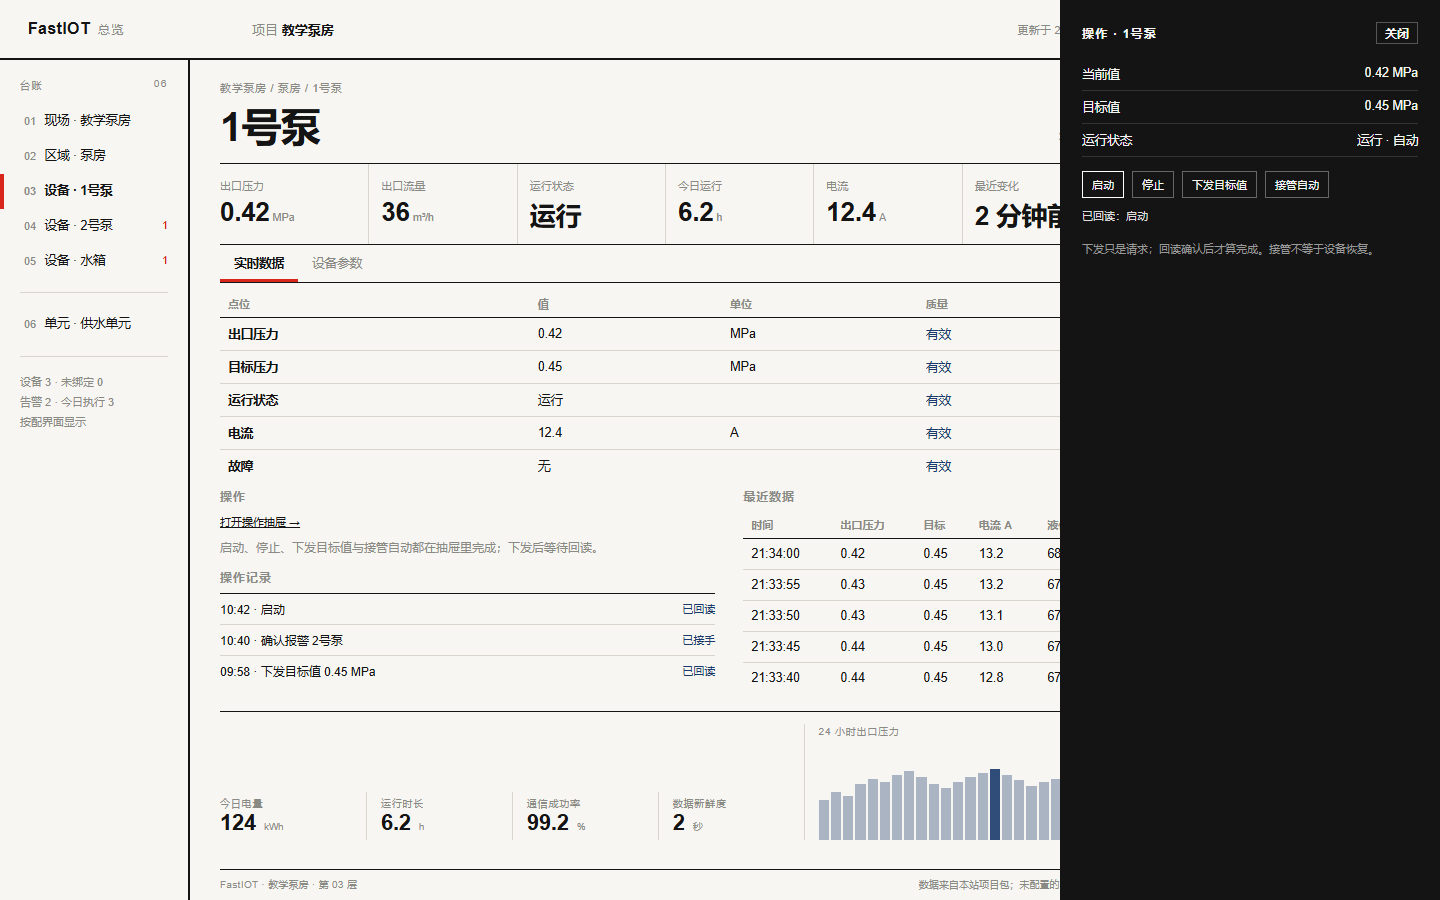 FastIOT 总览
项目 教学泵房
更新于 2
台账 06
01 现场 · 教学泵房
02 区域 · 泵房
03 设备 · 1号泵
04 设备 · 2号泵 1
05 设备 · 水箱 1
06 单元 · 供水单元
设备 3 · 未绑定 0
告警 2 · 今日执行 3
按配界面显示
教学泵房 / 泵房 / 1号泵
1号泵
出口压力 出口流量 运行状态 今日运行 电流 最近变化
0.42 MPa 36 m³/h 运行 6.2 h 12.4 A 2 分钟前
实时数据 设备参数
点位 值 单位 质量
出口压力 0.42 MPa 有效
目标压力 0.45 MPa 有效
运行状态 运行 有效
电流 12.4 A 有效
故障 无 有效
操作
打开操作抽屉 →
启动、停止、下发目标值与接管自动都在抽屉里完成；下发后等待回读。
操作记录
10:42 · 启动 已回读
10:40 · 确认报警 2号泵 已接手
09:58 · 下发目标值 0.45 MPa 已回读
最近数据
时间 出口压力 目标 电流 A 液
21:34:00 0.42 0.45 13.2 68
21:33:55 0.43 0.45 13.2 67
21:33:50 0.43 0.45 13.1 67
21:33:45 0.44 0.45 13.0 67
21:33:40 0.44 0.45 12.8 67
今日电量 运行时长 通信成功率 数据新鲜度
124 kWh 6.2 h 99.2 % 2 秒
24 小时出口压力
FastIOT · 教学泵房 · 第 03 层
数据来自本站项目包；未配置的
操作 · 1号泵 关闭
当前值 0.42 MPa
目标值 0.45 MPa
运行状态 运行 · 自动
启动 停止 下发目标值 接管自动
已回读：启动
下发只是请求；回读确认后才算完成。接管不等于设备恢复。